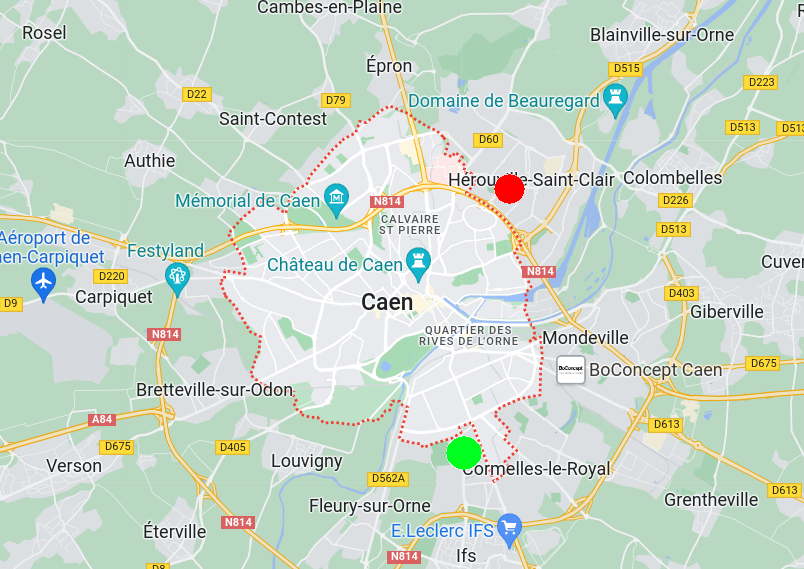 Cambes-en-Plaine
Rosel
Blainville-sur-Orne
Épron
D515
D223
D22
D79
Domaine de Beauregard
Saint-Contest
D513
D60
Authie
Hérouville-Saint-Clair
Colombelles
Mémorial de Caen
N814
D226
CALVAIRE
ST PIERRE
D513
Aéroport de
en-Carpiquet
Festyland
Château de Caen
N814
D220
D9
Carpiquet
Caen
D403
Cuver
Giberville
N814
QUARTIER DES
RIVES DE L'ORNE
Mondeville
BoConcept
BoConcept Caen
D675
Bretteville-sur-Odon
A84
D675
D405
D613
Verson
Louvigny
Cormelles-le-Royal
D562A
D613
Fleury-sur-Orne
Grentheville
N814
Éterville
E.Leclerc IFS
N814
Ifs
D8